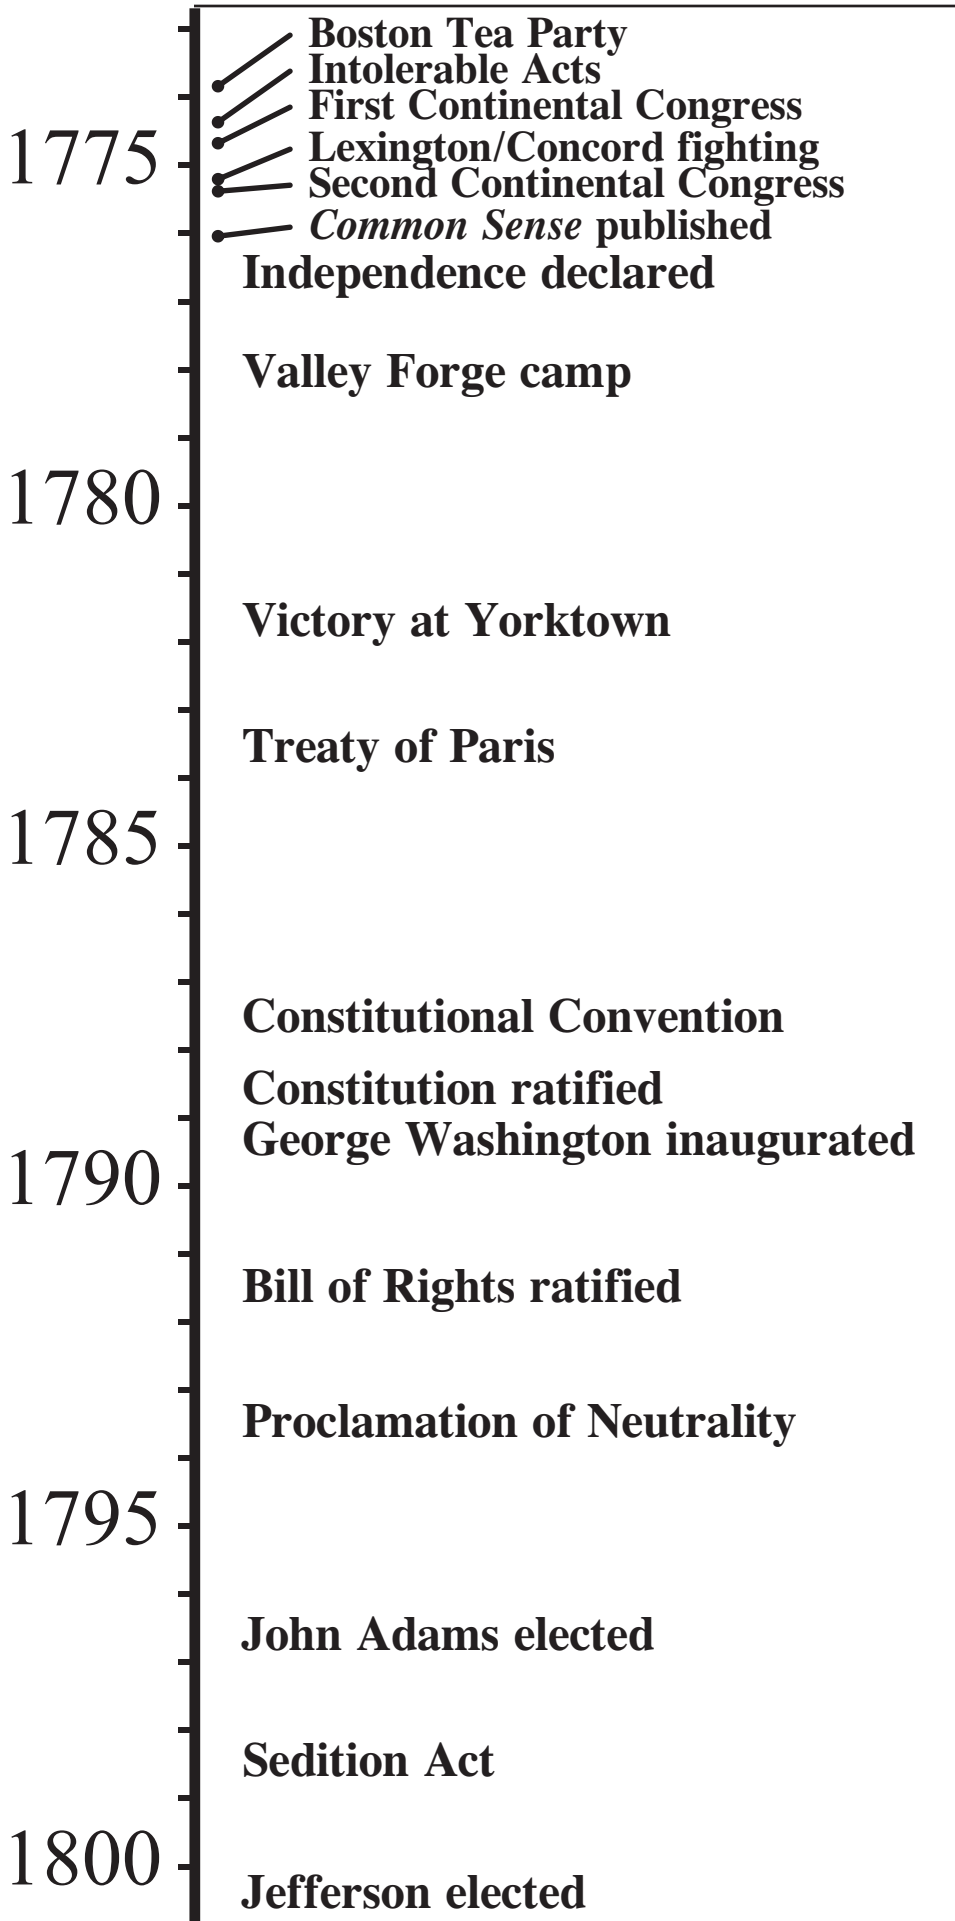 Boston Tea Party
Intolerable Acts
First Continental Congress
1775
Lexington/Concord fighting
Second Continental Congress
Common Sense published
Independence declared
Valley Forge camp
1780
Victory at Yorktown
Treaty of Paris
1785
Constitutional Convention
Constitution ratified
George Washington inaugurated
1790
Bill of Rights ratified
Proclamation of Neutrality
1795
John Adams elected
Sedition Act
1800
Jefferson elected